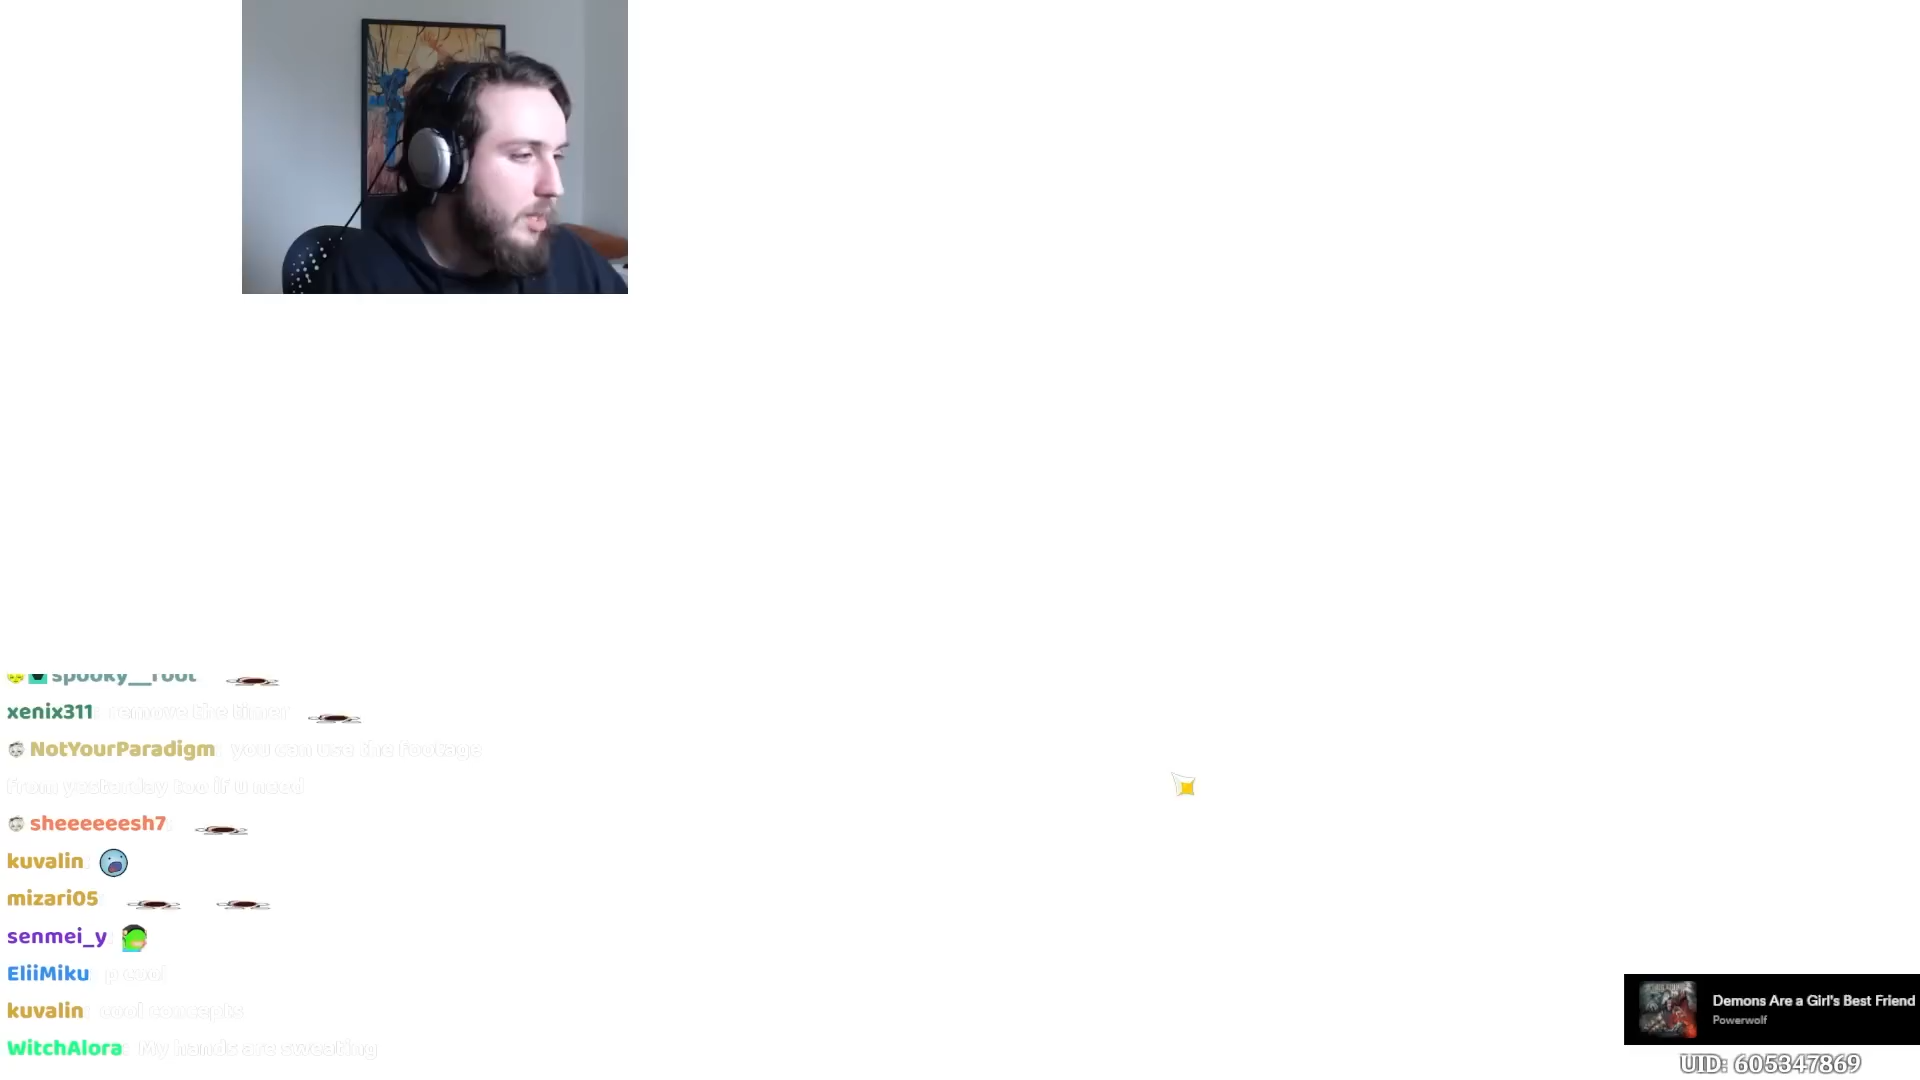 spooky__root
xenix311: remove the timer
NotYourParadigm: you can use the footage
from yesterday too if u need
sheeeeeesh7:
kuvalin:
mizari05:
senmei_y:
EliiMiku: p cool
kuvalin: cool concepts
WitchAlora: My hands are sweating
Demons Are a Girl's Best Friend
Powerwolf
UID: 605347869